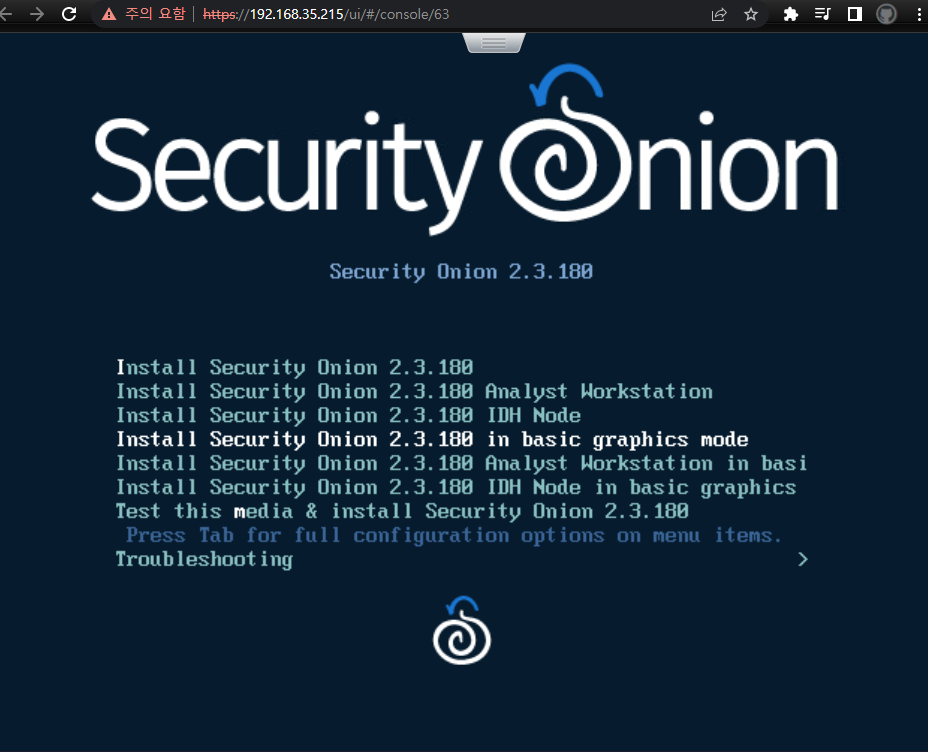 주의 요함 | https://192.168.35.215/ui/#/console/63
Security Onion
Security Onion 2.3.180
Install Security Onion 2.3.180
Install Security Onion 2.3.180 Analyst Workstation
Install Security Onion 2.3.180 IDH Node
Install Security Onion 2.3.180 in basic graphics mode
Install Security Onion 2.3.180 Analyst Workstation in basi
Install Security Onion 2.3.180 IDH Node in basic graphics
Test this media & install Security Onion 2.3.180
Press Tab for full configuration options on menu items.
Troubleshooting >